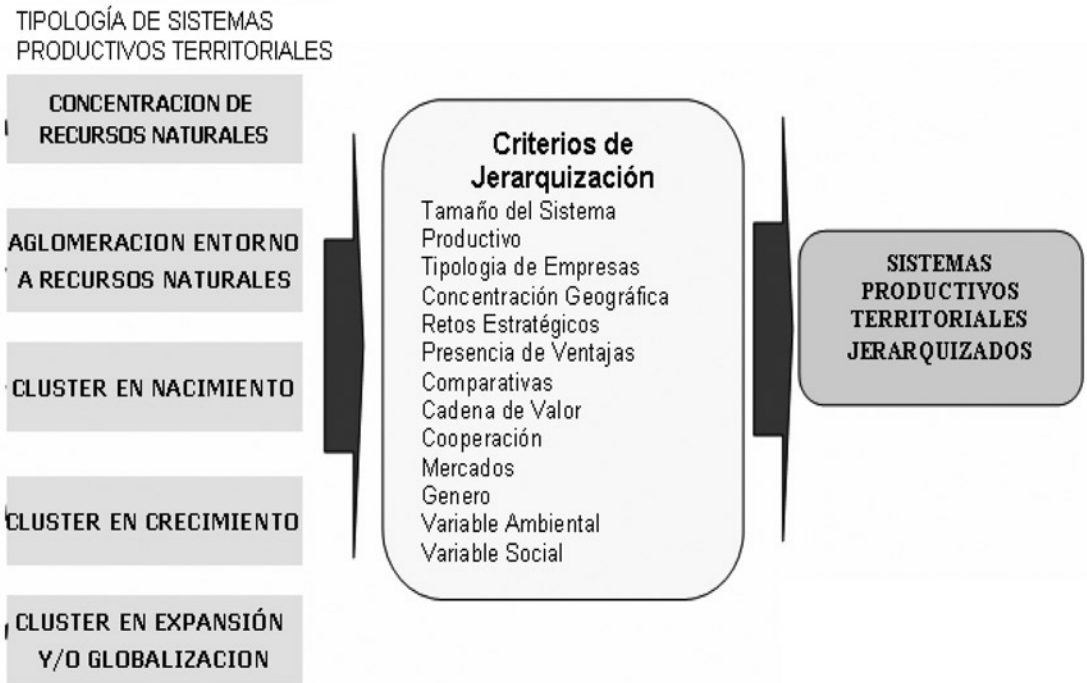 TIPOLOGÍA DE SISTEMAS
PRODUCTIVOS TERRITORIALES
CONCENTRACION DE
RECURSOS NATURALES
AGLOMERACION ENTORNO
A RECURSOS NATURALES
CLUSTER EN NACIMIENTO
CLUSTER EN CRECIMIENTO
CLUSTER EN EXPANSIÓN
Y/O GLOBALIZACION
Criterios de
Jerarquización
Tamaño del Sistema
Productivo
Tipologia de Empresas
Concentración Geográfica
Retos Estratégicos
Presencia de Ventajas
Comparativas
Cadena de Valor
Cooperación
Mercados
Genero
Variable Ambiental
Variable Social
SISTEMAS
PRODUCTIVOS
TERRITORIALES
JERARQUIZADOS